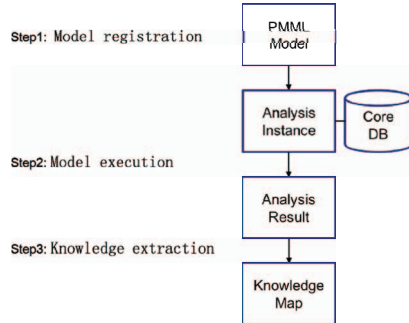 PMML
Step1: Model registration
Model
Analysis
Instance
Core
DB
Step2: Model execution
Analysis
Result
Step3: Knowledge extraction
Knowledge
Map